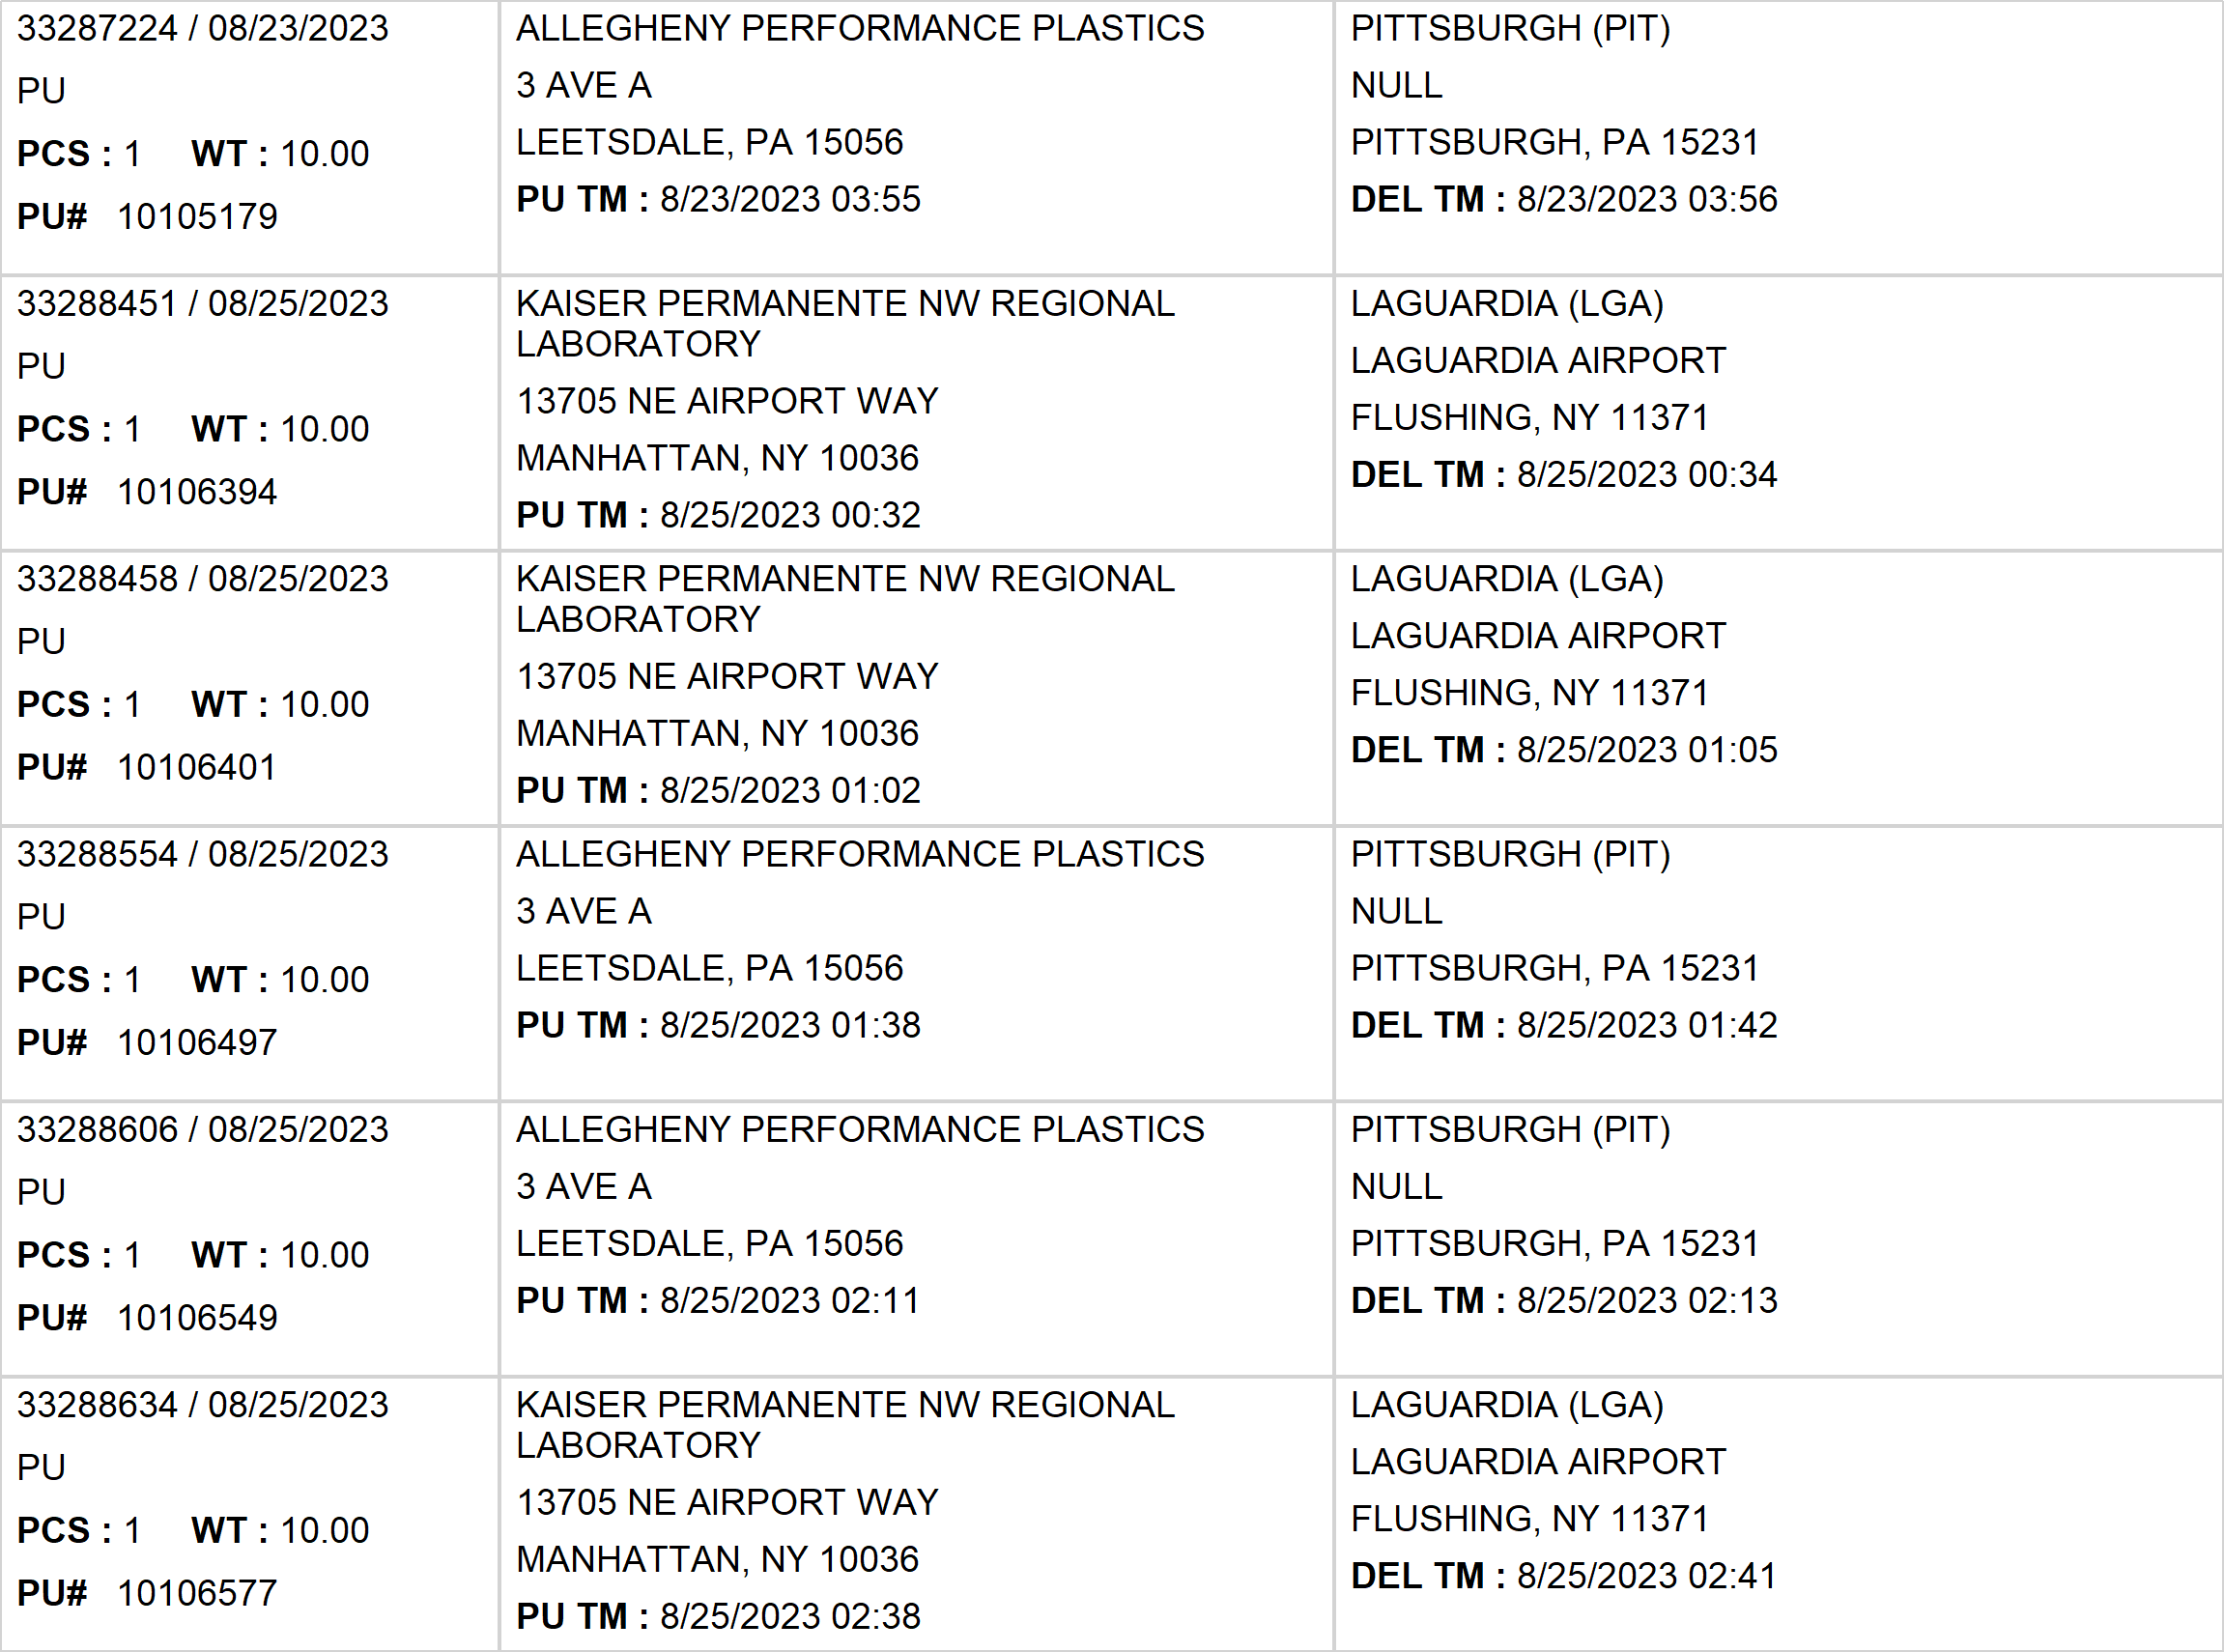 33287224 / 08/23/2023
PU
PCS : 1 WT : 10.00
PU# 10105179
ALLEGHENY PERFORMANCE PLASTICS
3 AVE A
LEETSDALE, PA 15056
PU TM : 8/23/2023 03:55
PITTSBURGH (PIT)
NULL
PITTSBURGH, PA 15231
DEL TM : 8/23/2023 03:56
33288451 / 08/25/2023
PU
PCS : 1 WT : 10.00
PU# 10106394
KAISER PERMANENTE NW REGIONAL
LABORATORY
13705 NE AIRPORT WAY
MANHATTAN, NY 10036
PU TM : 8/25/2023 00:32
LAGUARDIA (LGA)
LAGUARDIA AIRPORT
FLUSHING, NY 11371
DEL TM : 8/25/2023 00:34
33288458 / 08/25/2023
PU
PCS : 1 WT : 10.00
PU# 10106401
KAISER PERMANENTE NW REGIONAL
LABORATORY
13705 NE AIRPORT WAY
MANHATTAN, NY 10036
PU TM : 8/25/2023 01:02
LAGUARDIA (LGA)
LAGUARDIA AIRPORT
FLUSHING, NY 11371
DEL TM : 8/25/2023 01:05
33288554 / 08/25/2023
PU
PCS : 1 WT : 10.00
PU# 10106497
ALLEGHENY PERFORMANCE PLASTICS
3 AVE A
LEETSDALE, PA 15056
PU TM : 8/25/2023 01:38
PITTSBURGH (PIT)
NULL
PITTSBURGH, PA 15231
DEL TM : 8/25/2023 01:42
33288606 / 08/25/2023
PU
PCS : 1 WT : 10.00
PU# 10106549
ALLEGHENY PERFORMANCE PLASTICS
3 AVE A
LEETSDALE, PA 15056
PU TM : 8/25/2023 02:11
PITTSBURGH (PIT)
NULL
PITTSBURGH, PA 15231
DEL TM : 8/25/2023 02:13
33288634 / 08/25/2023
PU
PCS : 1 WT : 10.00
PU# 10106577
KAISER PERMANENTE NW REGIONAL
LABORATORY
13705 NE AIRPORT WAY
MANHATTAN, NY 10036
PU TM : 8/25/2023 02:38
LAGUARDIA (LGA)
LAGUARDIA AIRPORT
FLUSHING, NY 11371
DEL TM : 8/25/2023 02:41